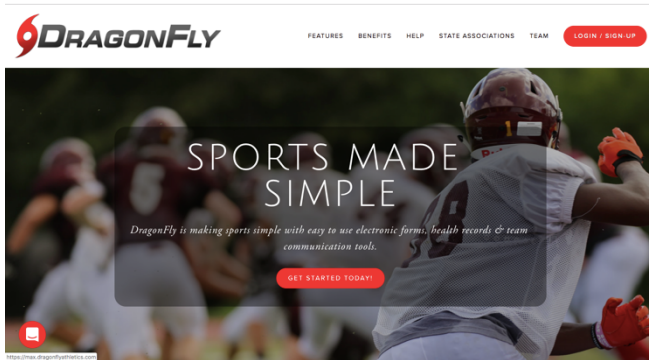 DRAGONFLY
FEATURES BENEFITS HELP STATE ASSOCIATIONS TEAM LOGIN / SIGN-UP
SPORTS MADE
SIMPLE
DragonFly is making sports simple with easy to use electronic forms, health records & team
communication tools.
GET STARTED TODAY!
18
https://max.dragonflyathletics.com